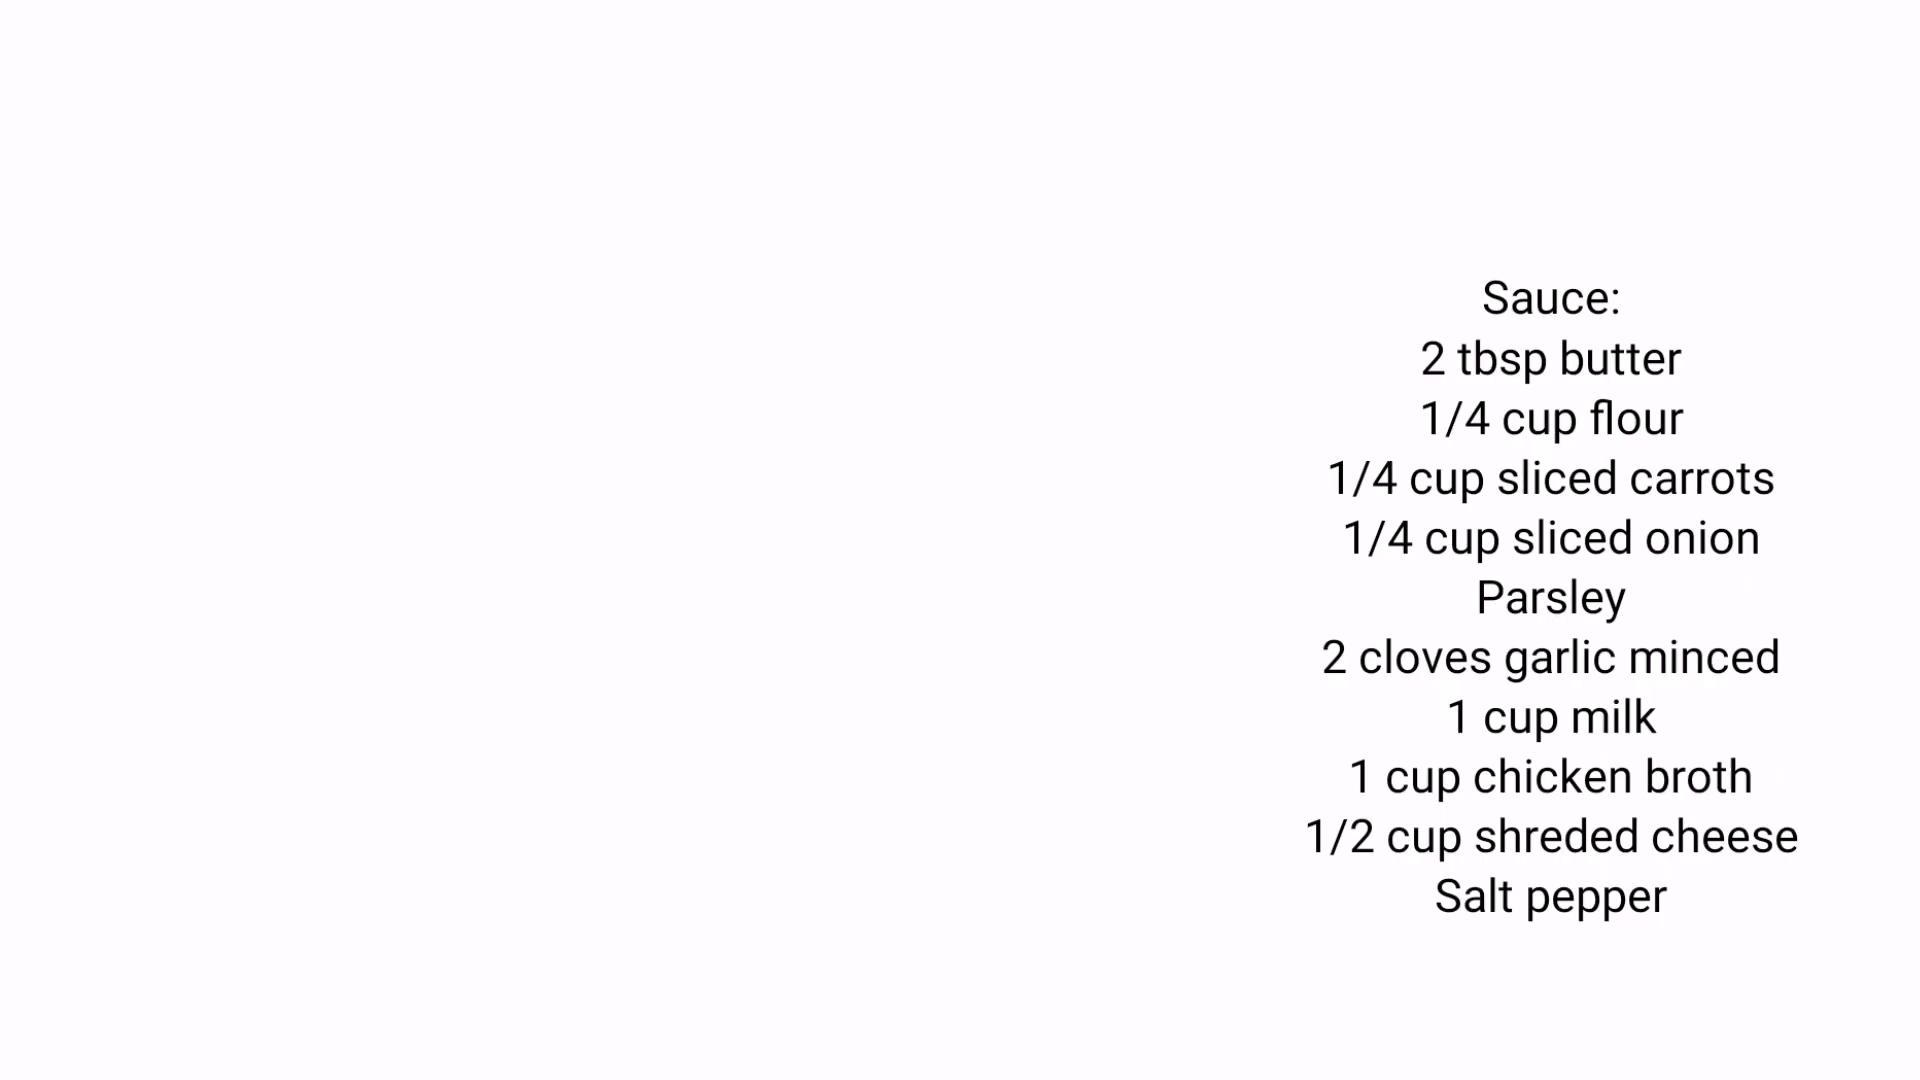 Sauce:
2 tbsp butter
1/4 cup flour
1/4 cup sliced carrots
1/4 cup sliced onion
Parsley
2 cloves garlic minced
1 cup milk
1 cup chicken broth
1/2 cup shreded cheese
Salt pepper